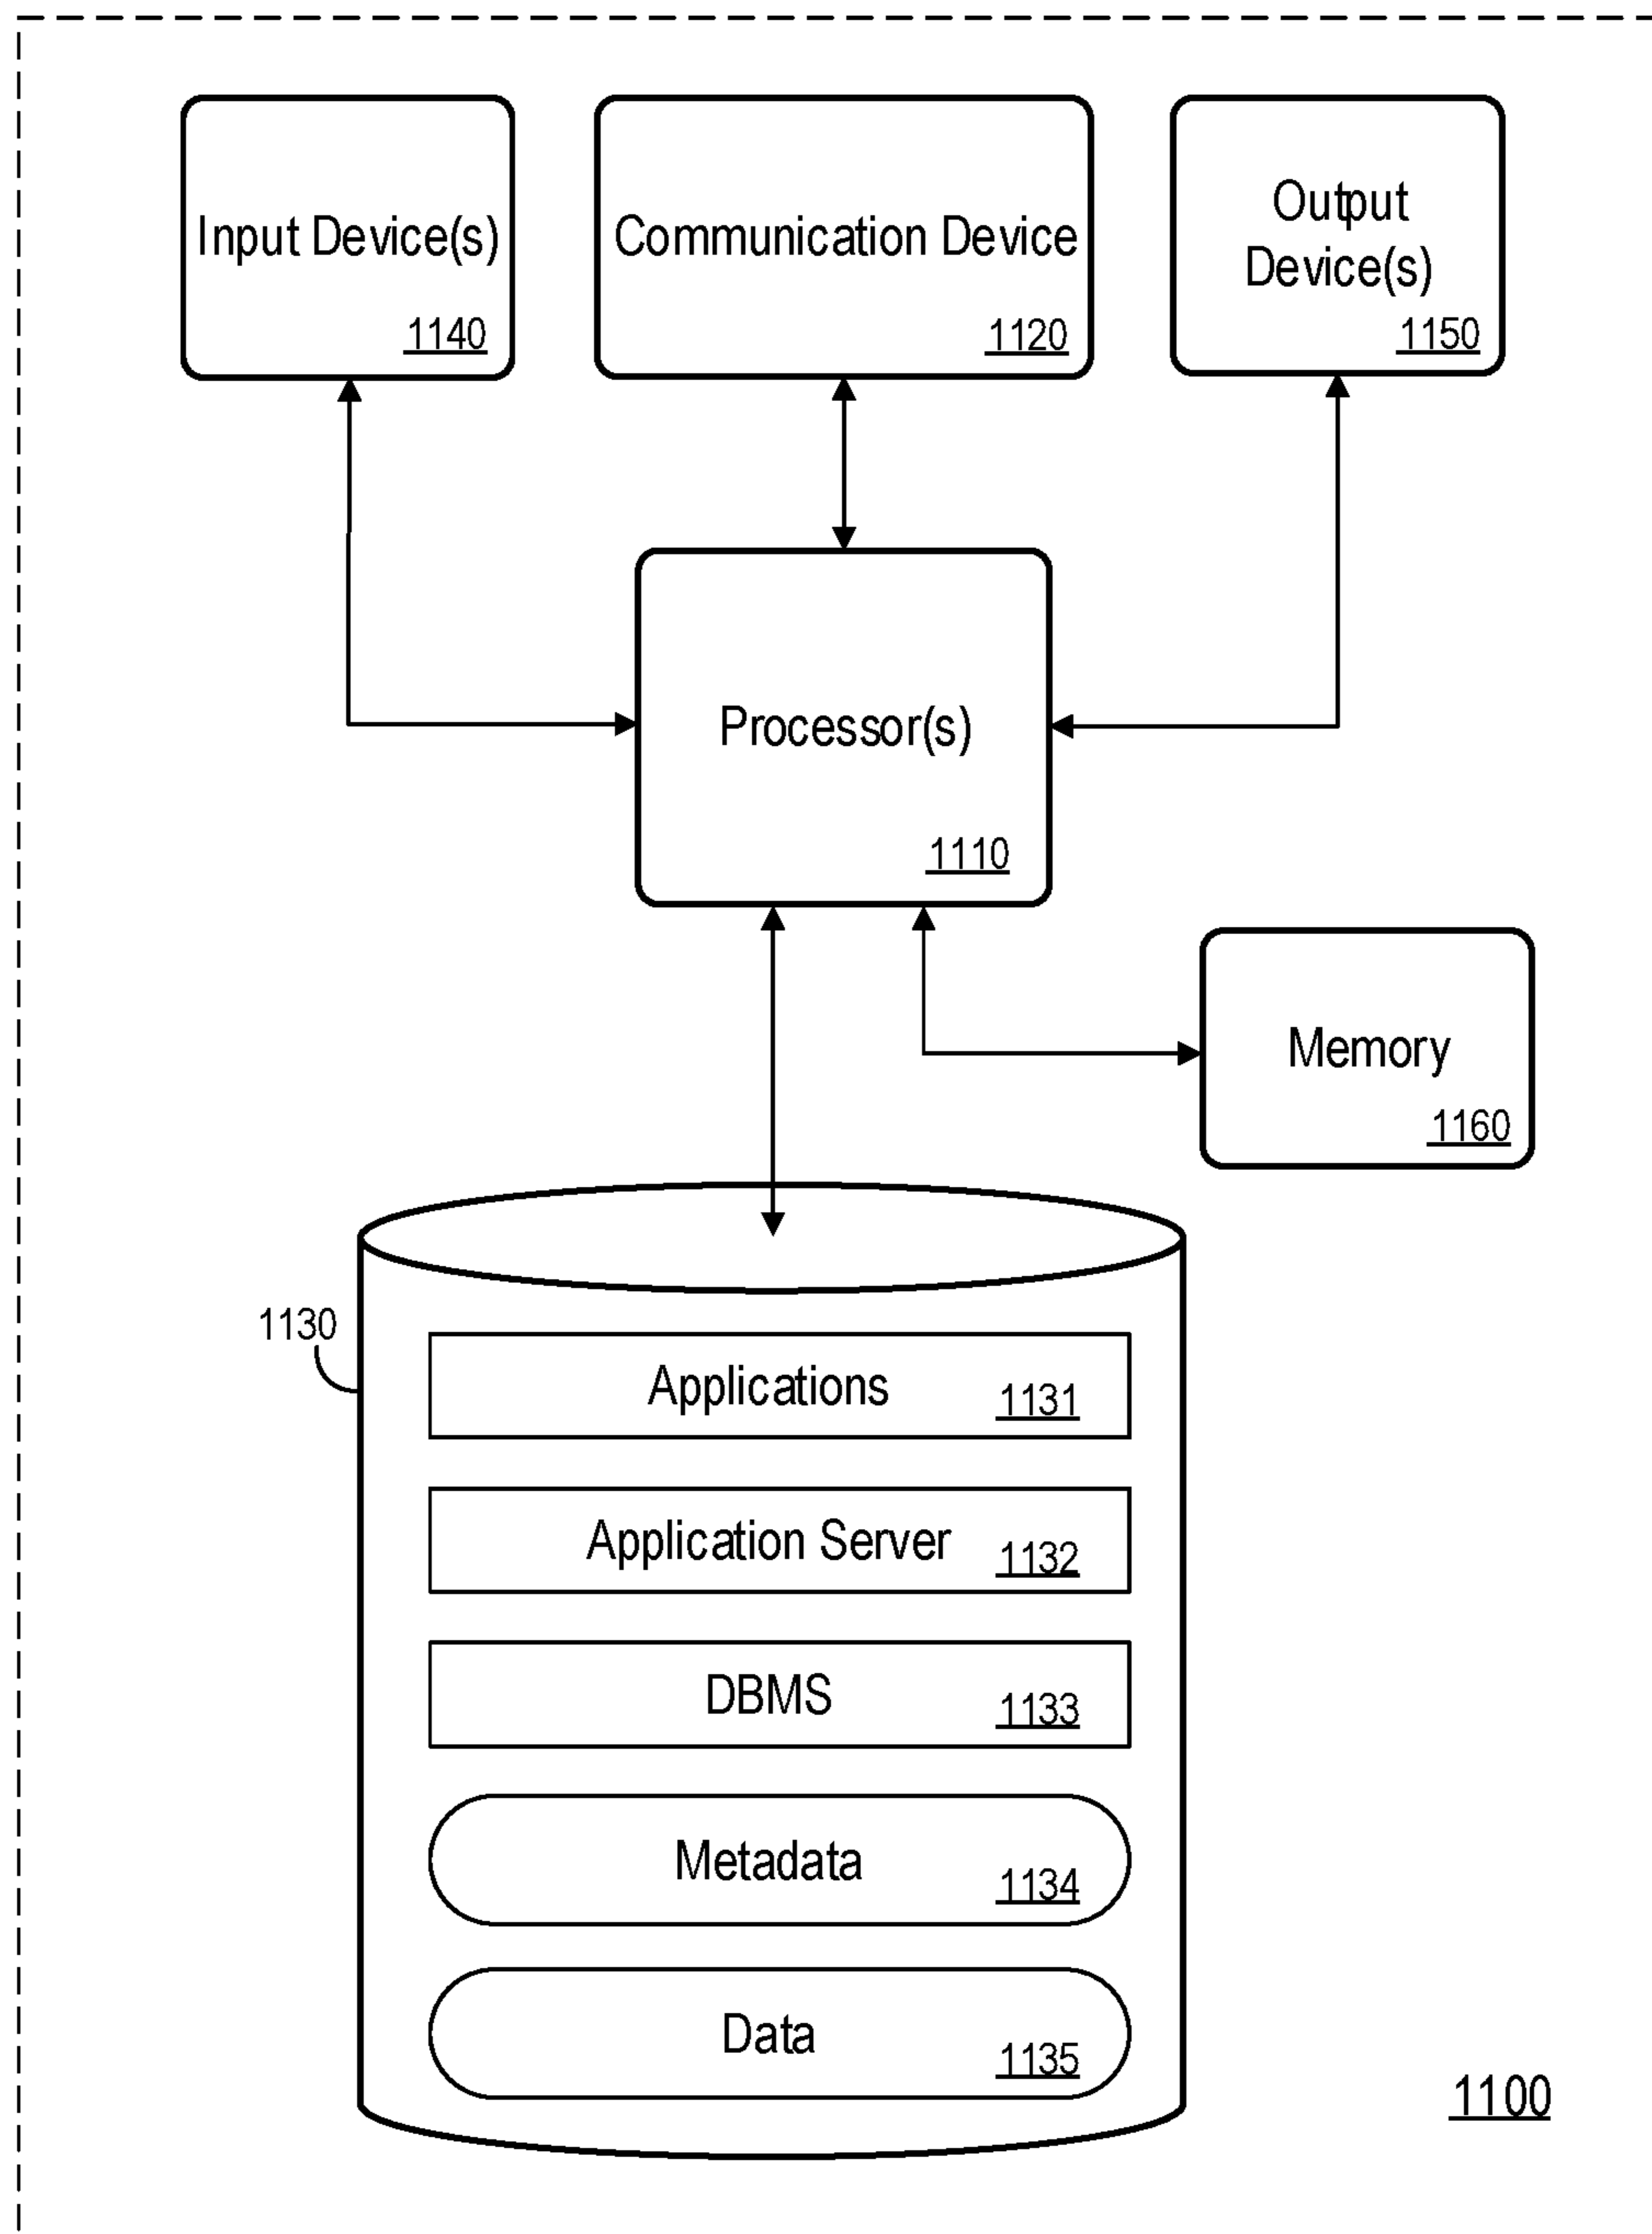 Input Device(s)
1140
Communication Device
1120
Output
Device(s)
1150
Processor(s)
1110
Memory
1160
1130
Applications 1131
Application Server 1132
DBMS 1133
Metadata 1134
Data 1135
1100